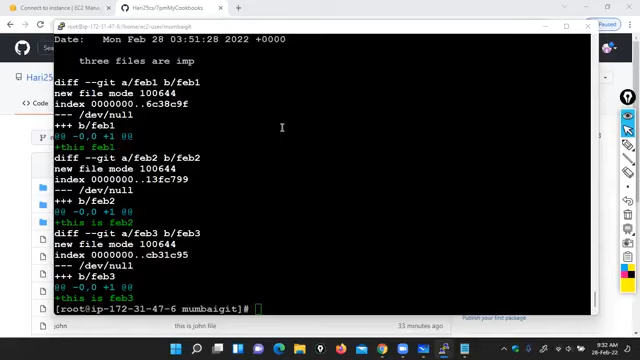 Connect to instance | EC2 Manag
Hari25cs/7pmMyCookbooks
root@ip-172-31-47-6:/home/ec2-user/mumbaigit
Date:   Mon Feb 28 03:51:28 2022 +0000
three files are imp
diff --git a/feb1 b/feb1
new file mode 100644
index 0000000..6c38c9f
--- /dev/null
+++ b/feb1
@@ -0,0 +1 @@
+this feb1
diff --git a/feb2 b/feb2
new file mode 100644
index 0000000..13fc799
--- /dev/null
+++ b/feb2
@@ -0,0 +1 @@
+this is feb2
diff --git a/feb3 b/feb3
new file mode 100644
index 0000000..cb31c95
--- /dev/null
+++ b/feb3
@@ -0,0 +1 @@
+this is feb3
[root@ip-172-31-47-6 mumbaigit]#
Sear
Hari25
Code
john
this is john file
33 minutes ago
Publish your first package
9:32 AM
28-Feb-22